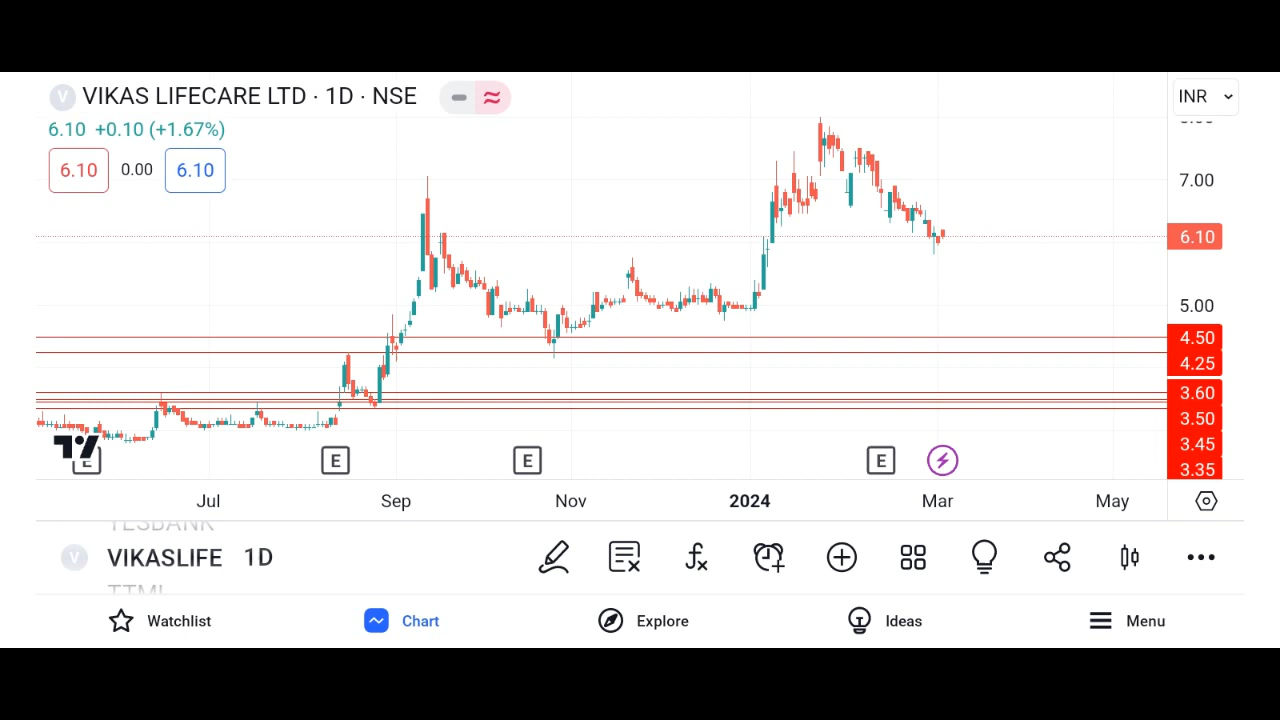 VIKAS LIFECARE LTD · 1D · NSE
INR
6.10 +0.10 (+1.67%)
6.10 0.00 6.10
7.00
6.10
5.00
4.50
4.25
3.60
3.50
3.45
3.35
E E E E
Jul Sep Nov 2024 Mar May
YESBANK
V VIKASLIFE 1D
TTML
Watchlist Chart Explore Ideas Menu